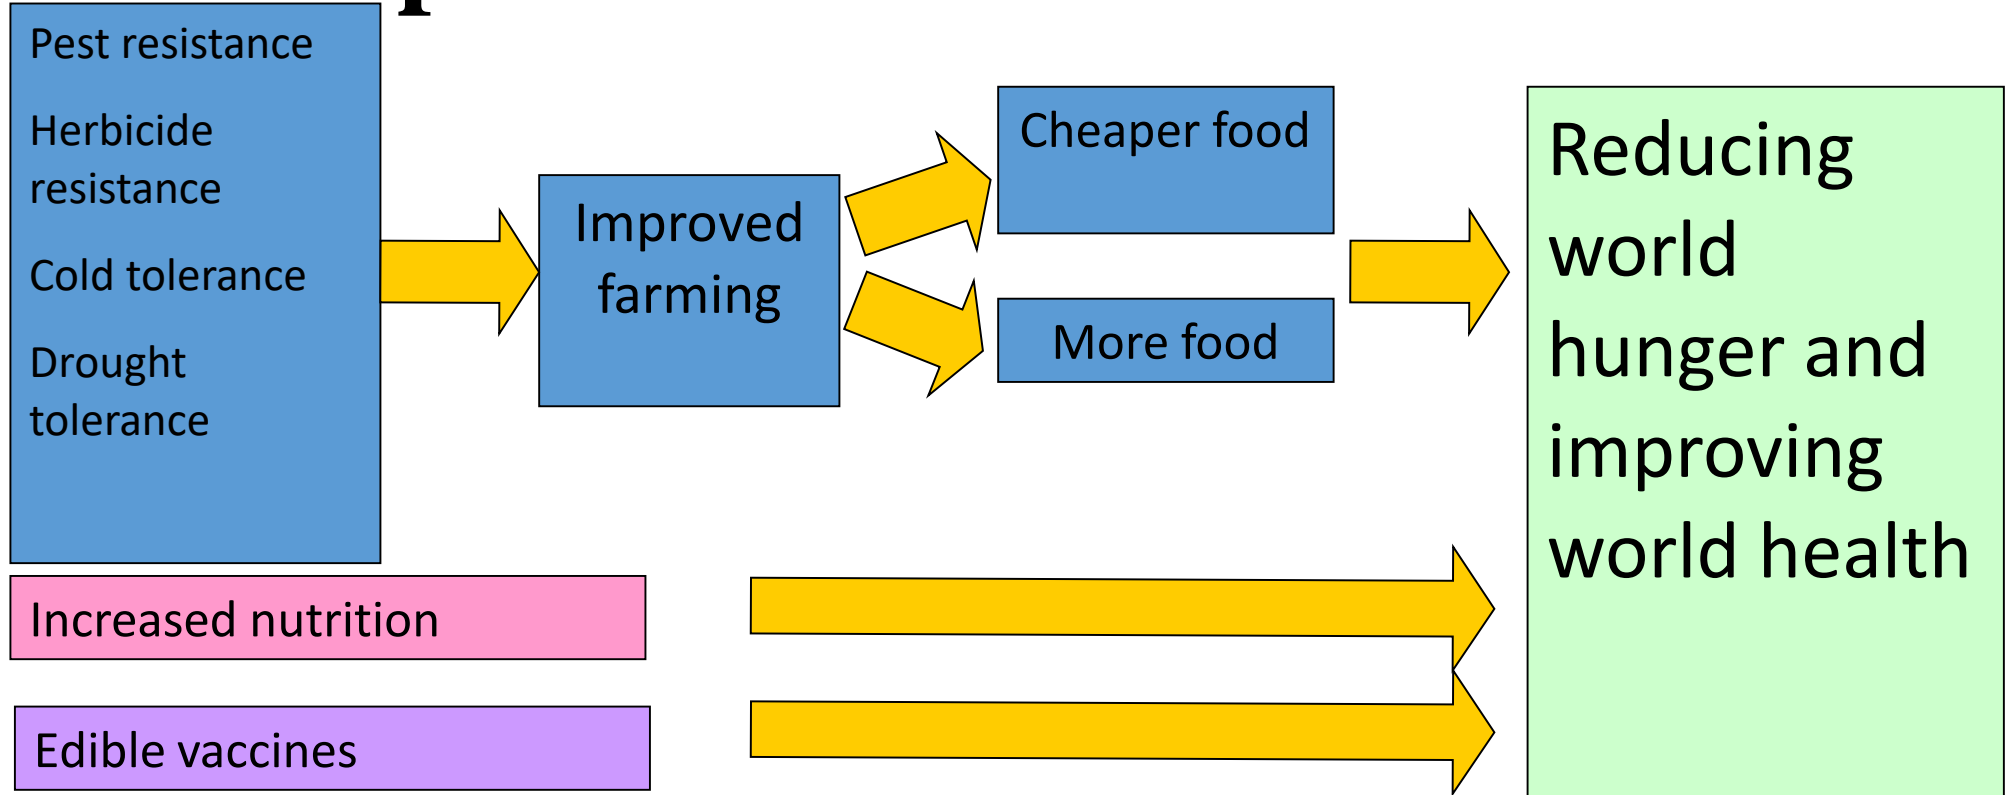 Pest resistance
Herbicide
resistance
Cold tolerance
Drought
tolerance
Improved
farming
Cheaper food
More food
Reducing
world
hunger and
improving
world health
Increased nutrition
Edible vaccines